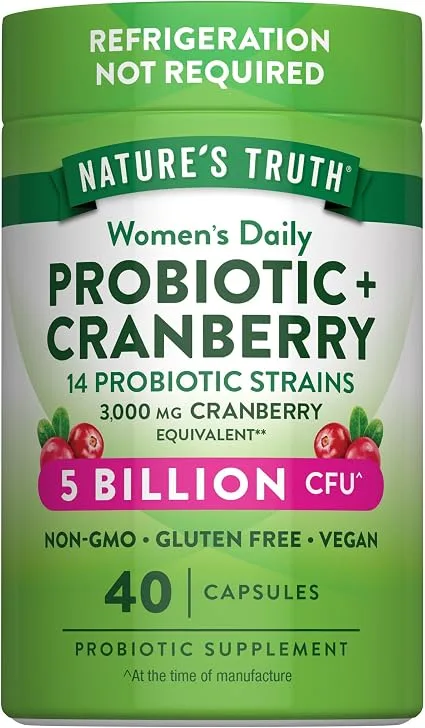 REFRIGERATION
NOT REQUIRED
NATURE'S TRUTH®
Women's Daily
PROBIOTIC +
CRANBERRY
14 PROBIOTIC STRAINS
3,000 MG CRANBERRY
EQUIVALENT**
5 BILLION CFU^
NON-GMO • GLUTEN FREE • VEGAN
40 | CAPSULES
PROBIOTIC SUPPLEMENT
^At the time of manufacture